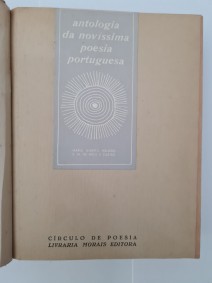 antologia
da novíssima
poesia
portuguesa
CÍRCULO DE POESIA
LIVRARIA MORAIS EDITORA